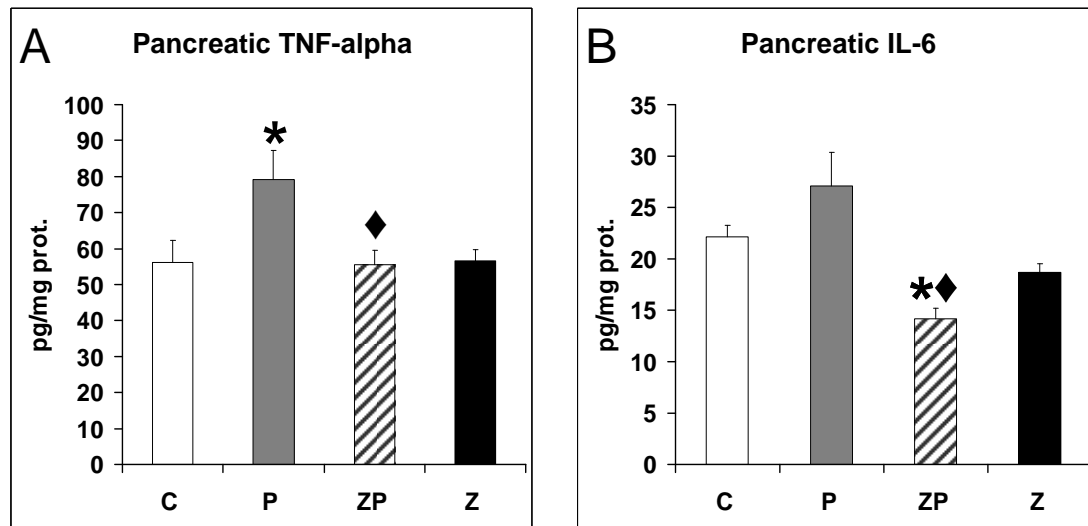 A
Pancreatic TNF-alpha
pg/mg prot.
100
90
80
70
60
50
40
30
20
10
0
*
♦
C P ZP Z
B
Pancreatic IL-6
pg/mg prot.
35
30
25
20
15
10
5
0
*♦
C P ZP Z